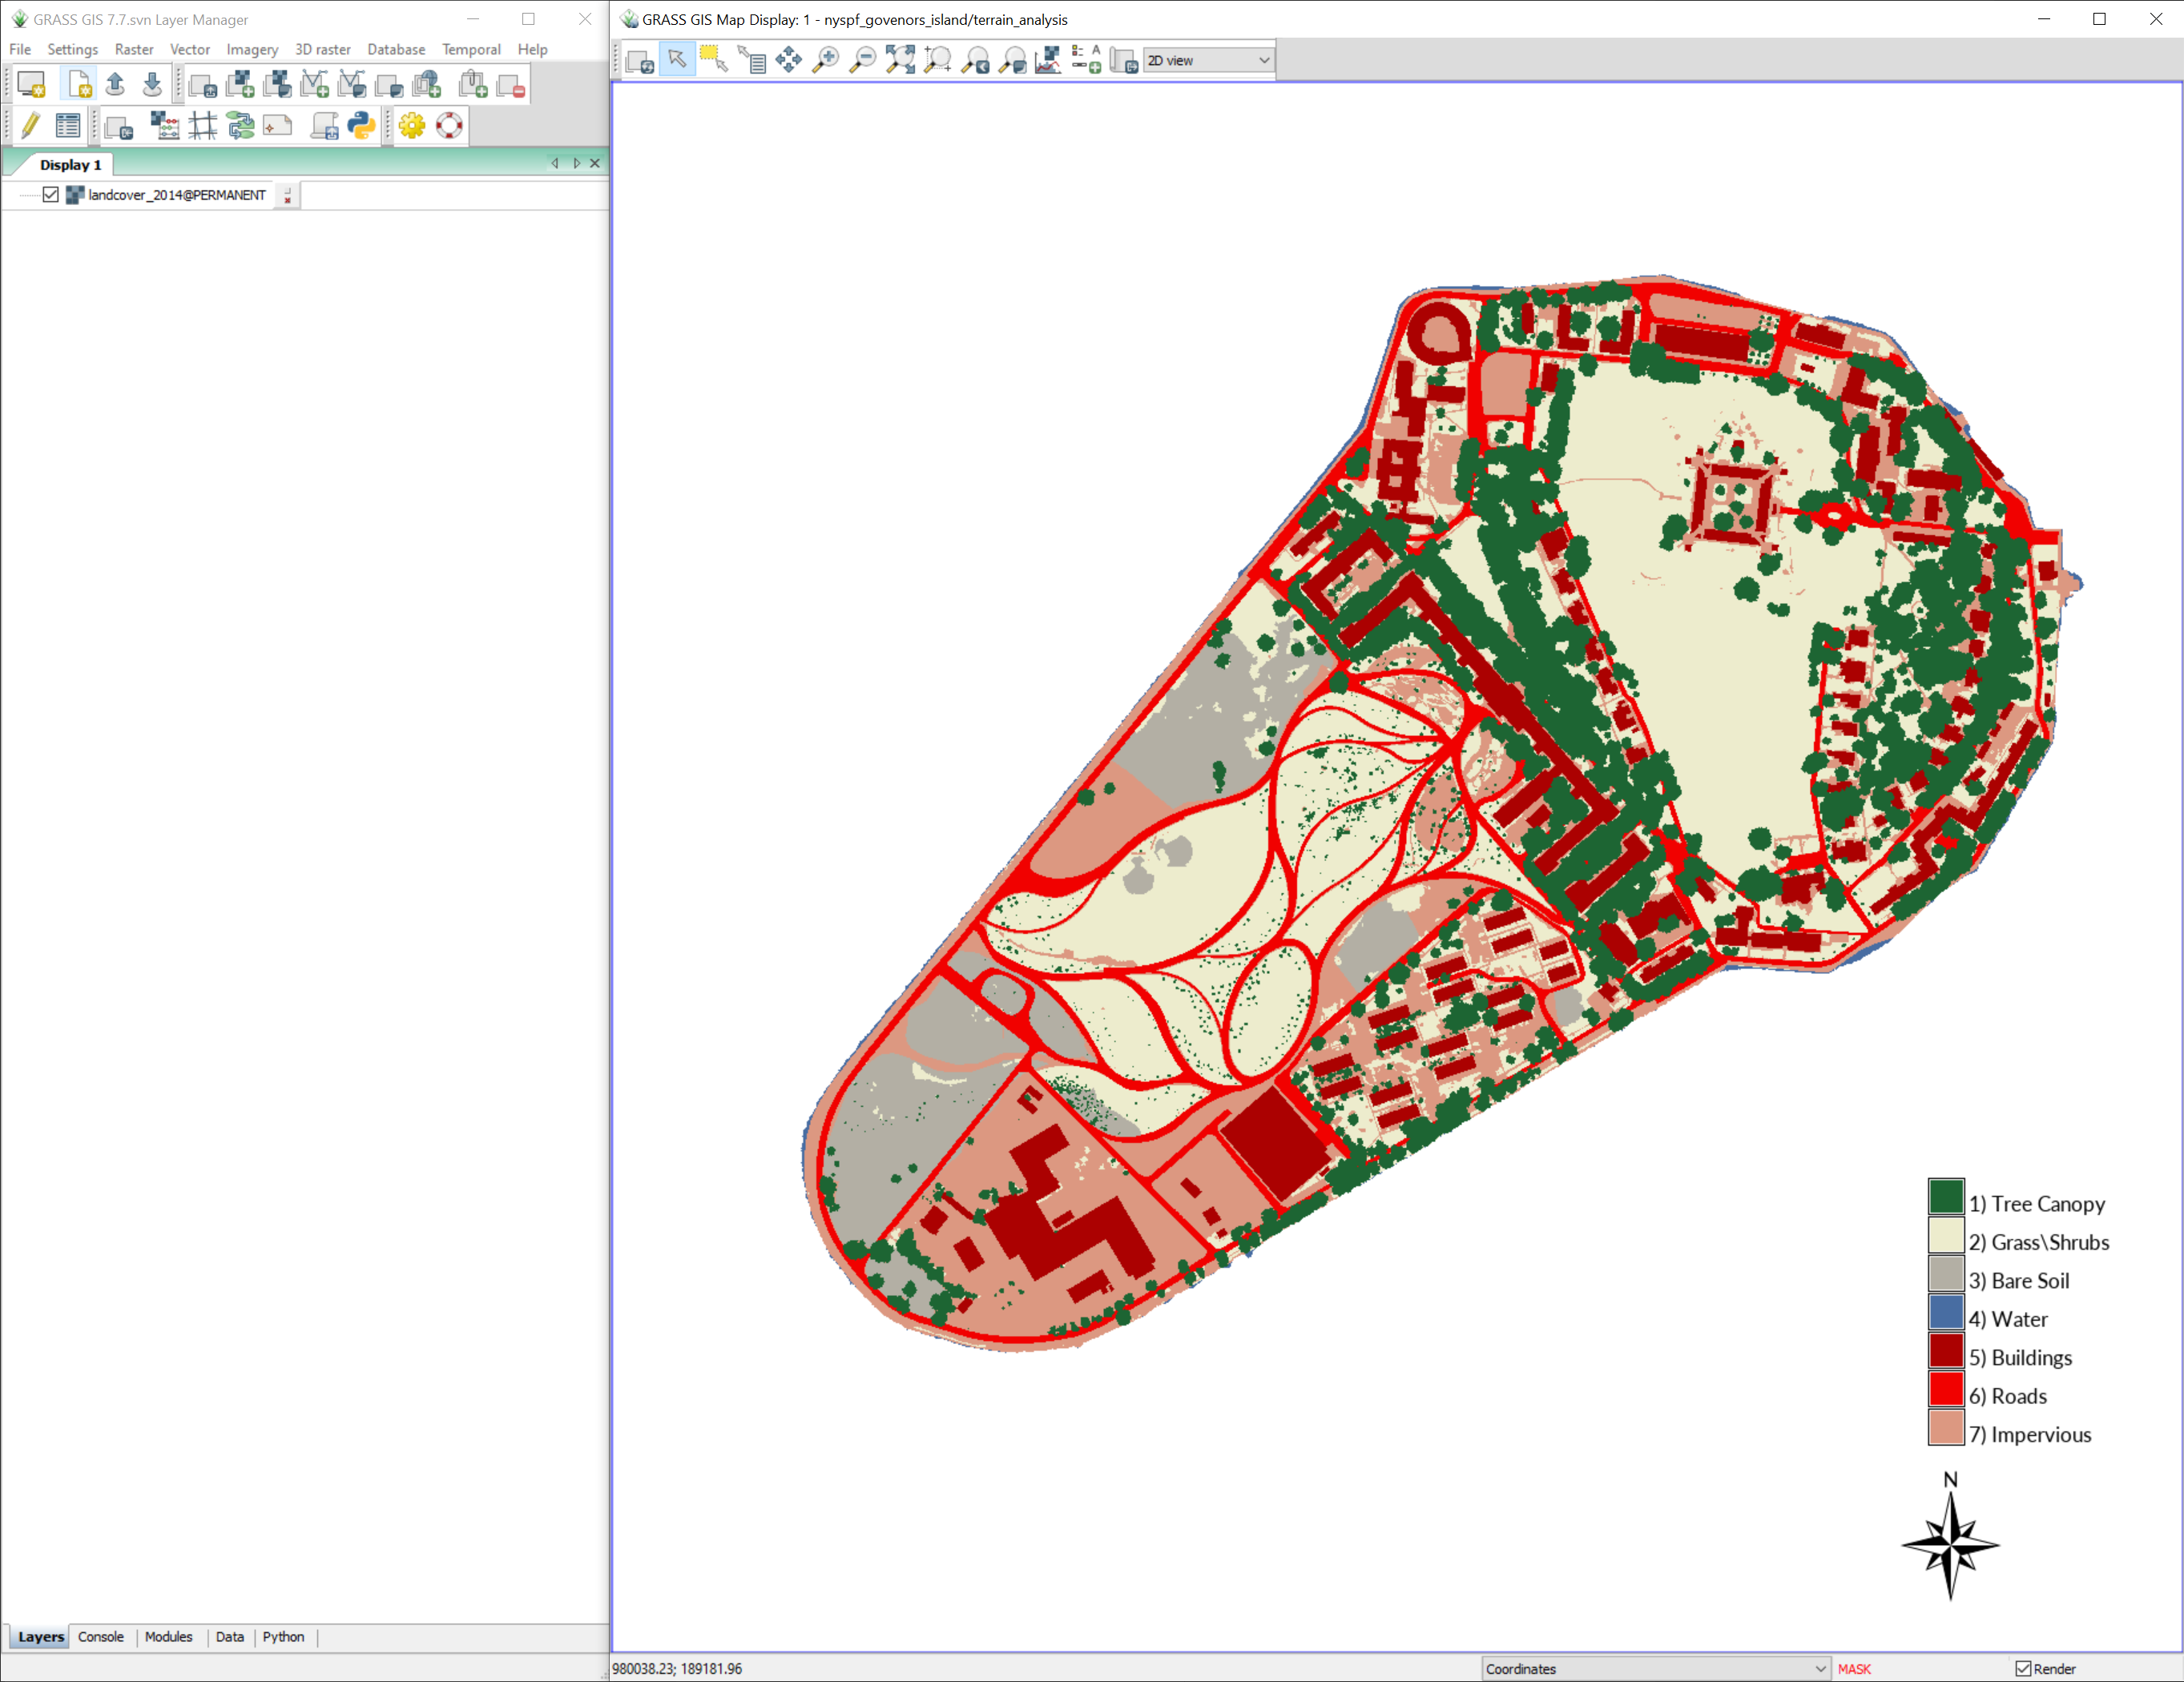 GRASS GIS 7.7.svn Layer Manager
File Settings Raster Vector Imagery 3D raster Database Temporal Help
Display 1
landcover_2014@PERMANENT
Layers Console Modules Data Python
GRASS GIS Map Display: 1 - nyspf_govenors_island/terrain_analysis
2D view
1) Tree Canopy
2) Grass\Shrubs
3) Bare Soil
4) Water
5) Buildings
6) Roads
7) Impervious
N
980038.23; 189181.96
Coordinates
MASK
Render